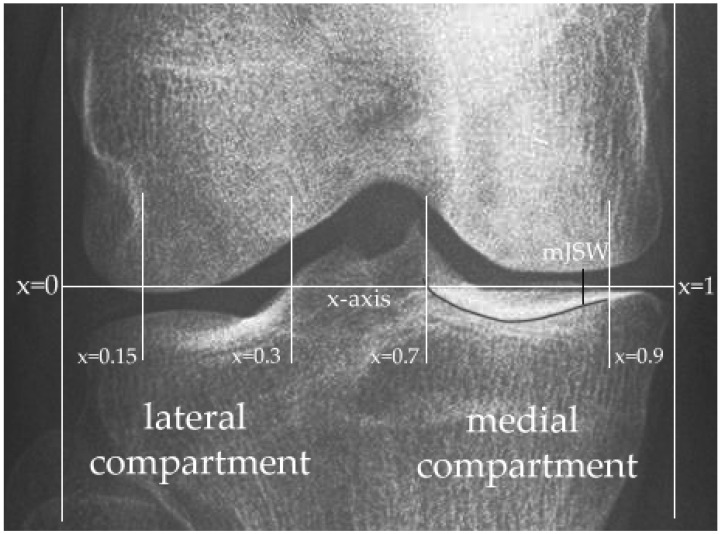 mJSW
x=0
x-axis
x=1
x=0.15
x=0.3
x=0.7
x=0.9
lateral
compartment
medial
compartment